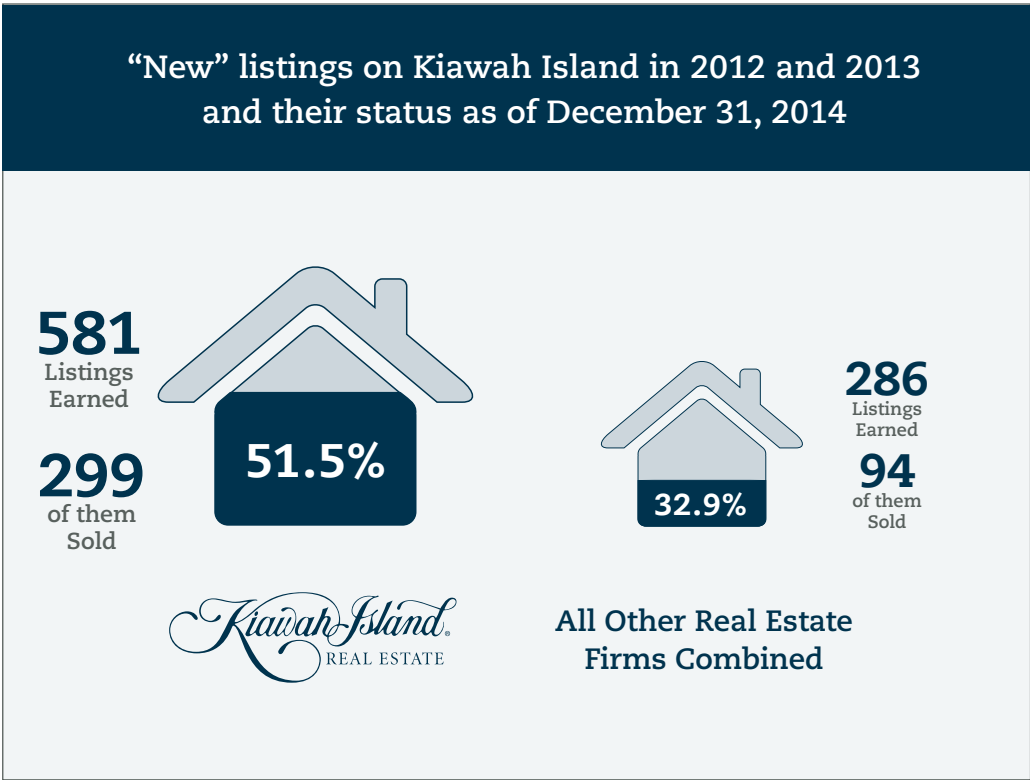 “New” listings on Kiawah Island in 2012 and 2013
and their status as of December 31, 2014
581
Listings
Earned
299
of them
Sold
51.5%
Kiawah Island®
REAL ESTATE
286
Listings
Earned
94
of them
Sold
32.9%
All Other Real Estate
Firms Combined